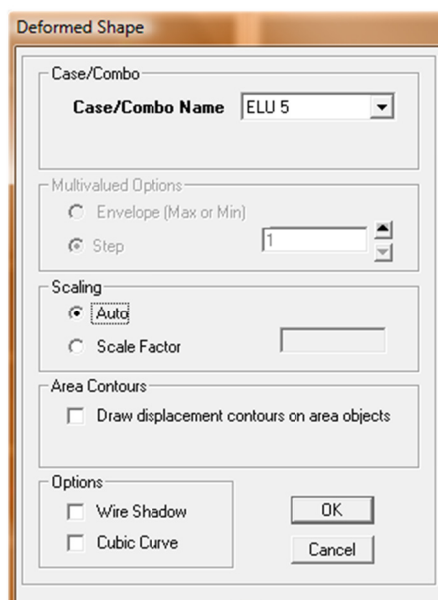 Deformed Shape
Case/Combo
Case/Combo Name ELU 5
Multivalued Options
Envelope (Max or Min)
Step 1
Scaling
Auto
Scale Factor
Area Contours
Draw displacement contours on area objects
Options
Wire Shadow
Cubic Curve
OK
Cancel